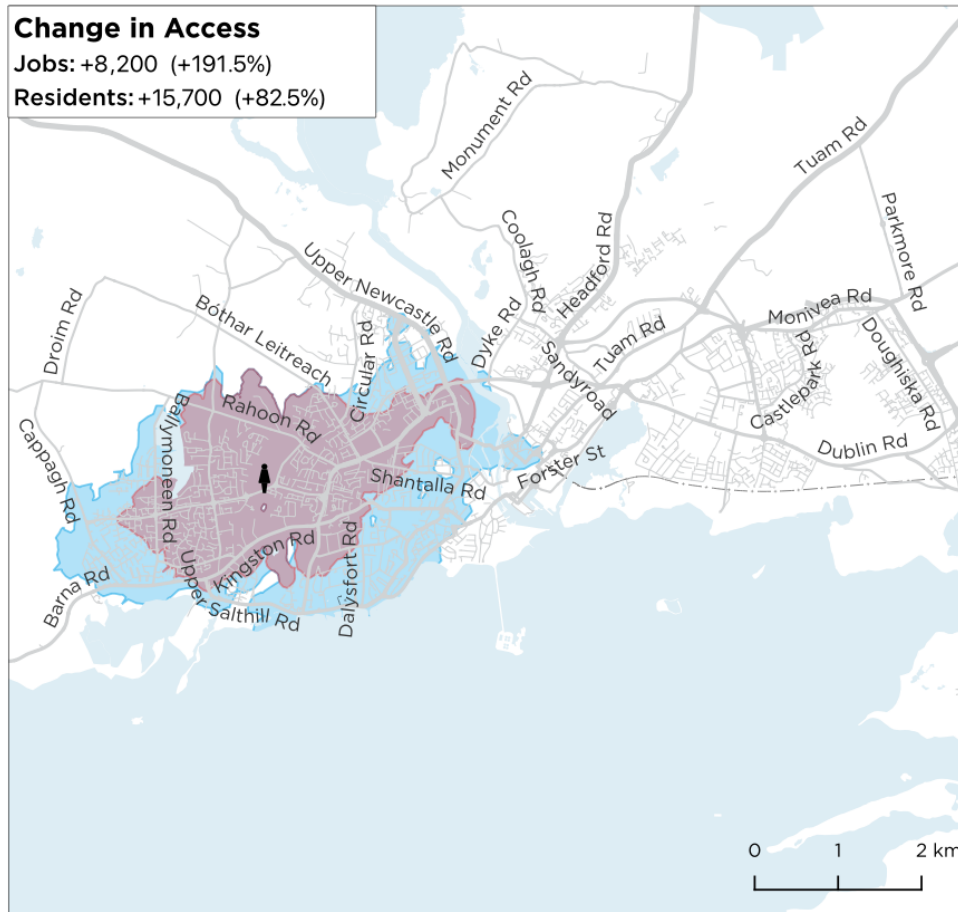 Change in Access
Jobs: +8,200 (+191.5%)
Residents: +15,700 (+82.5%)
Monument Rd
Tuam Rd
Parkmore Rd
Coolagh Rd
Headford Rd
Upper Newcastle Rd
Dyke Rd
Monivea Rd
Droim Rd
Bóthar Leitreach
Circular Rd
Tuam Rd
Sandyroad
Castlepark Rd
Doughiska Rd
Rahoon Rd
Ballymoneen Rd
Cappagh Rd
Dublin Rd
Forster St
Shantalla Rd
Kingston Rd
Dalysfort Rd
Barna Rd
Upper Salthill Rd
0 1 2 km